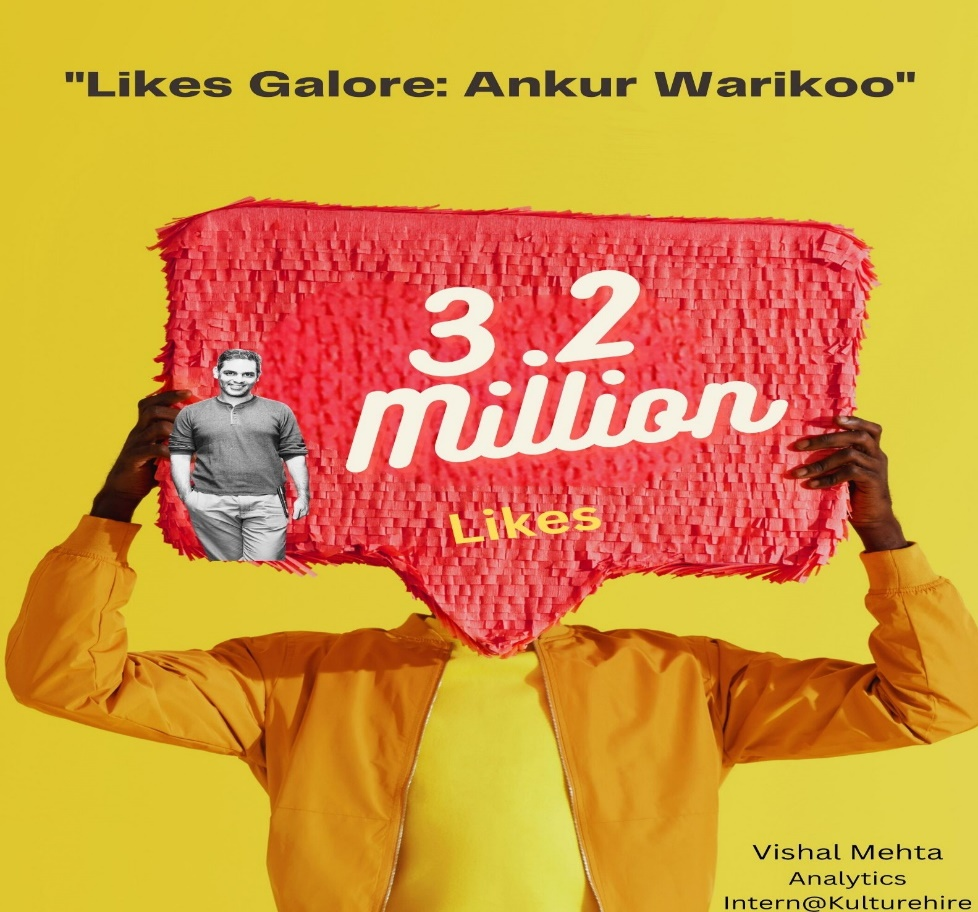 "Likes Galore: Ankur Warikoo"
3.2
Million
Likes
Vishal Mehta
Analytics
Intern@Kulturehire